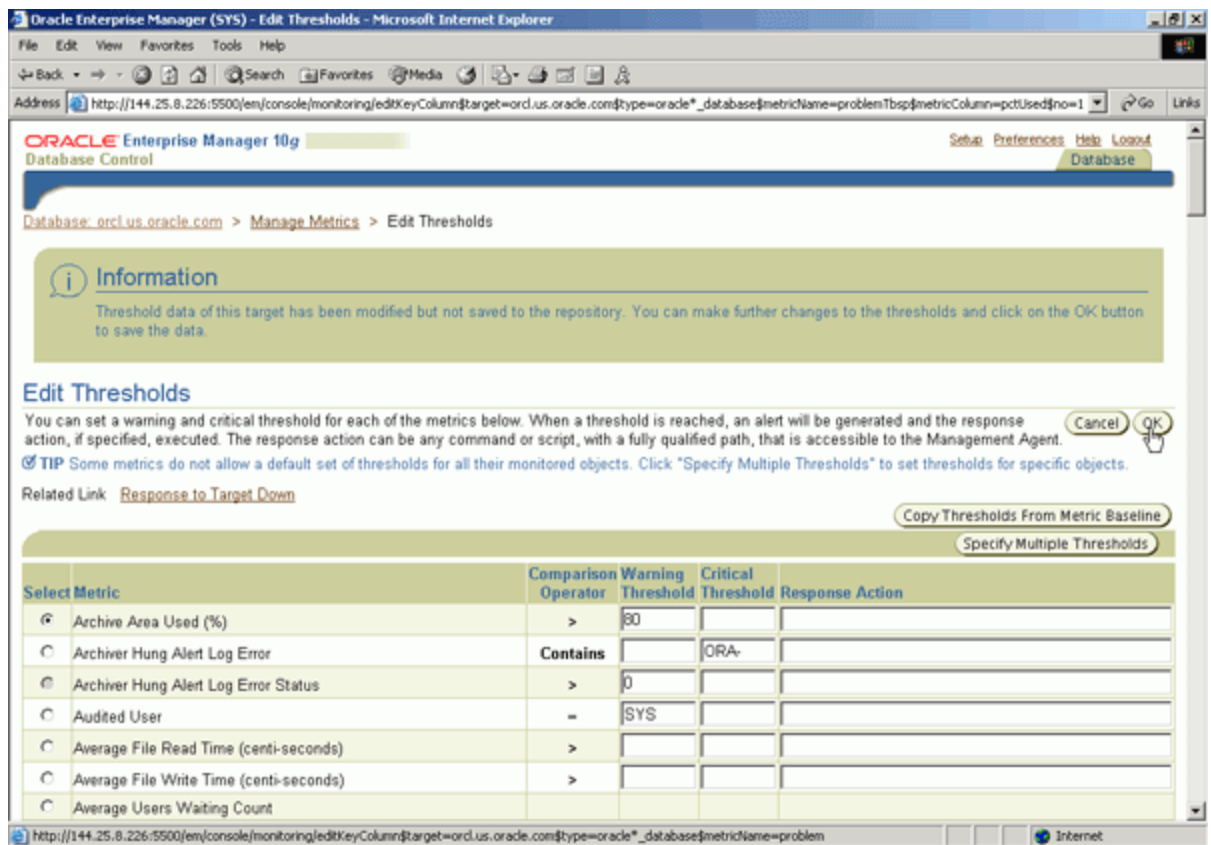 Oracle Enterprise Manager (SYS) - Edit Thresholds - Microsoft Internet Explorer
File Edit View Favorites Tools Help
Back Search Favorites Media
Address http://144.25.8.226:5500/em/console/monitoring/editKeyColumn$target=orcl.us.oracle.com$type=oracle*_database$metricName=problemTbsp$metricColumn=pctUsed$no=1 Go Links
ORACLE Enterprise Manager 10g
Setup Preferences Help Logout
Database Control
Database
Database: orcl.us.oracle.com > Manage Metrics > Edit Thresholds
Information
Threshold data of this target has been modified but not saved to the repository. You can make further changes to the thresholds and click on the OK button
to save the data.
Edit Thresholds
You can set a warning and critical threshold for each of the metrics below. When a threshold is reached, an alert will be generated and the response
action, if specified, executed. The response action can be any command or script, with a fully qualified path, that is accessible to the Management Agent.
Cancel OK
TIP Some metrics do not allow a default set of thresholds for all their monitored objects. Click "Specify Multiple Thresholds" to set thresholds for specific objects.
Related Link Response to Target Down
Copy Thresholds From Metric Baseline
Specify Multiple Thresholds
Select Metric Comparison Operator Warning Threshold Critical Threshold Response Action
Archive Area Used (%) > 80
Archiver Hung Alert Log Error Contains ORA-
Archiver Hung Alert Log Error Status > 0
Audited User = SYS
Average File Read Time (centi-seconds) >
Average File Write Time (centi-seconds) >
Average Users Waiting Count
http://144.25.8.226:5500/em/console/monitoring/editKeyColumn$target=orcl.us.oracle.com$type=oracle*_database$metricName=problem Internet